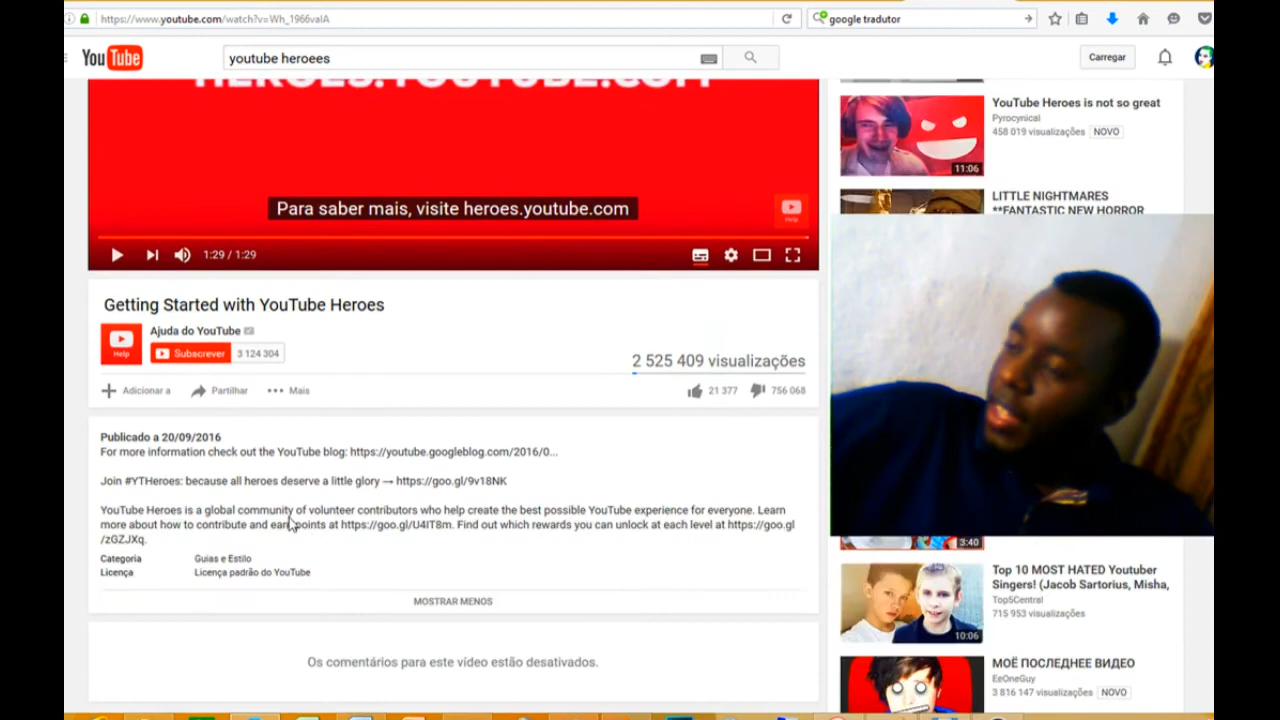 https://www.youtube.com/watch?v=Wh_1966vaIA
google tradutor
YouTube
youtube heroees
Carregar
HEROES.YOUTUBE.COM
Para saber mais, visite heroes.youtube.com
Help
1:29 / 1:29
Getting Started with YouTube Heroes
Help
Ajuda do YouTube
Subscrever
3 124 304
2 525 409 visualizações
Adicionar a
Partilhar
Mais
21 377
756 068
Publicado a 20/09/2016
For more information check out the YouTube blog: https://youtube.googleblog.com/2016/0...
Join #YTHeroes: because all heroes deserve a little glory → https://goo.gl/9v18NK
YouTube Heroes is a global community of volunteer contributors who help create the best possible YouTube experience for everyone. Learn
more about how to contribute and earn points at https://goo.gl/U4IT8m. Find out which rewards you can unlock at each level at https://goo.gl
/zGZJXq.
Categoria Guias e Estilo
Licença Licença padrão do YouTube
MOSTRAR MENOS
Os comentários para este vídeo estão desativados.
YouTube Heroes is not so great
Pyrocynical
458 019 visualizações NOVO
11:06
LITTLE NIGHTMARES
**FANTASTIC NEW HORROR
3:40
Top 10 MOST HATED Youtuber
Singers! (Jacob Sartorius, Misha,
Top5Central
715 953 visualizações
10:06
МОЁ ПОСЛЕДНЕЕ ВИДЕО
EeOneGuy
3 816 147 visualizações NOVO